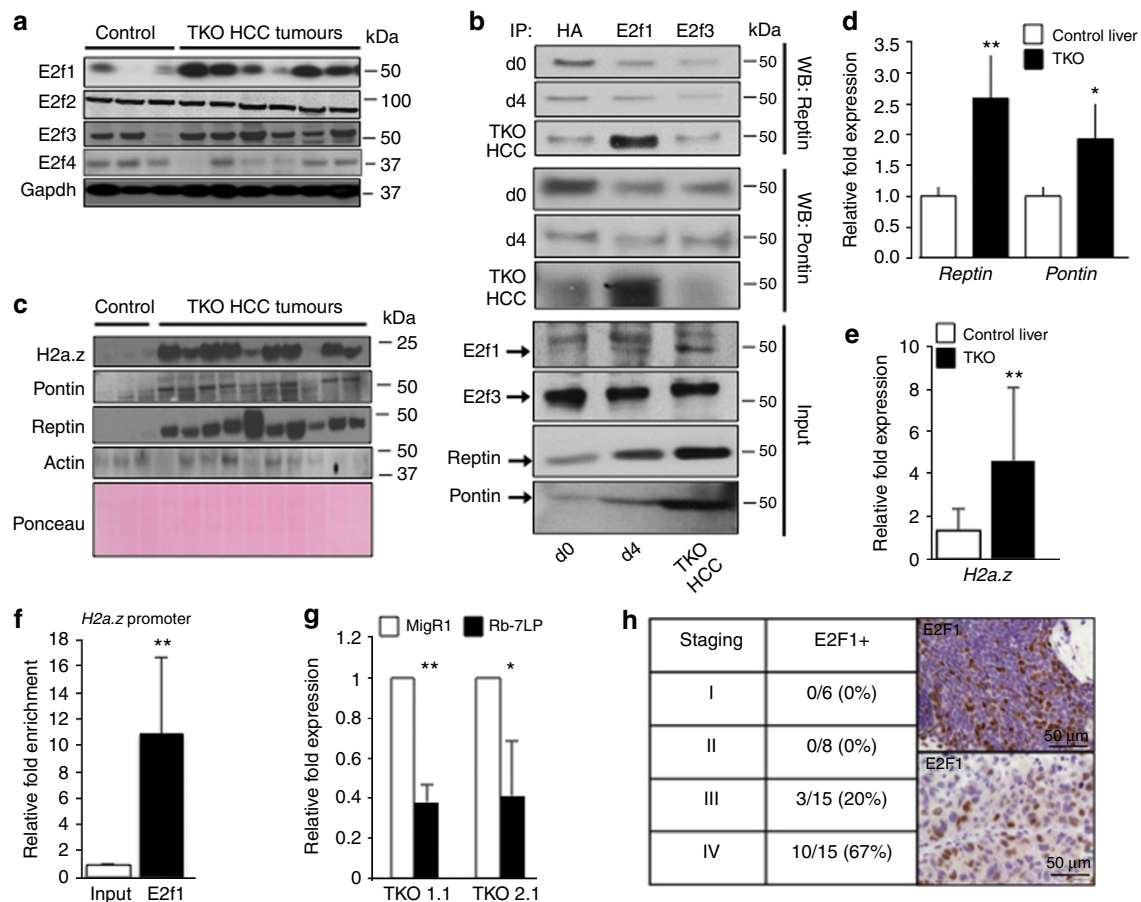 a
Control TKO HCC tumours kDa
E2f1 50
E2f2 100
E2f3 50
E2f4 37
Gapdh 37
b
IP: HA E2f1 E2f3 kDa
d0 50
d4 50
TKO HCC 50
WB: Reptin
d0 50
d4 50
TKO HCC 50
WB: Pontin
E2f1 50
E2f3 50
Reptin 50
Pontin 50
Input
d0 d4 TKO HCC
c
Control TKO HCC tumours kDa
H2a.z 25
Pontin 50
Reptin 50
Actin 50
37
Ponceau
d
Control liver
TKO
Relative fold expression
3.5
3.0
2.5
2.0
1.5
1.0
0.5
0.0
** *
Reptin Pontin
e
Control liver
TKO
Relative fold expression
10
8
6
4
2
0
**
H2a.z
f
H2a.z promoter
Relative fold enrichment
18
16
14
12
10
8
6
4
2
0
**
Input E2f1
g
MigR1 Rb-7LP
Relative fold expression
1.2
1
0.8
0.6
0.4
0.2
0
** *
TKO 1.1 TKO 2.1
h
Staging E2F1+
I 0/6 (0%)
II 0/8 (0%)
III 3/15 (20%)
IV 10/15 (67%)
E2F1
50 µm
E2F1
50 µm